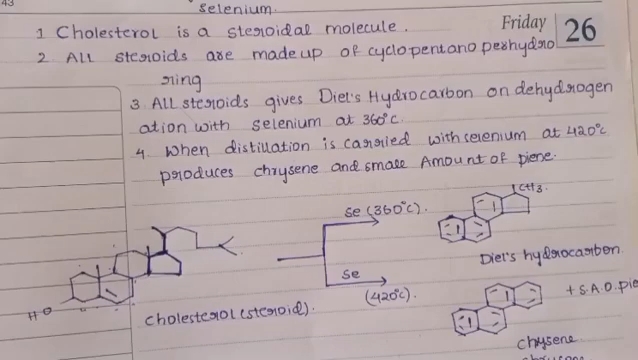 43
selenium.
Friday 26
1 Cholesterol is a steroidal molecule.
2 All steroids are made up of cyclopentano perhydro
ring
3 All steroids gives Diel's Hydrocarbon on dehydrogen
ation with selenium at 360°c.
4. When distillation is carried with selenium at 420°c
produces chrysene and small Amount of piene.
Se (360°c).
CH3.
Diel's hydrocarbon.
Se
(420°c).
HO
cholesterol (steroid).
+ S.A.O. pie
chysene